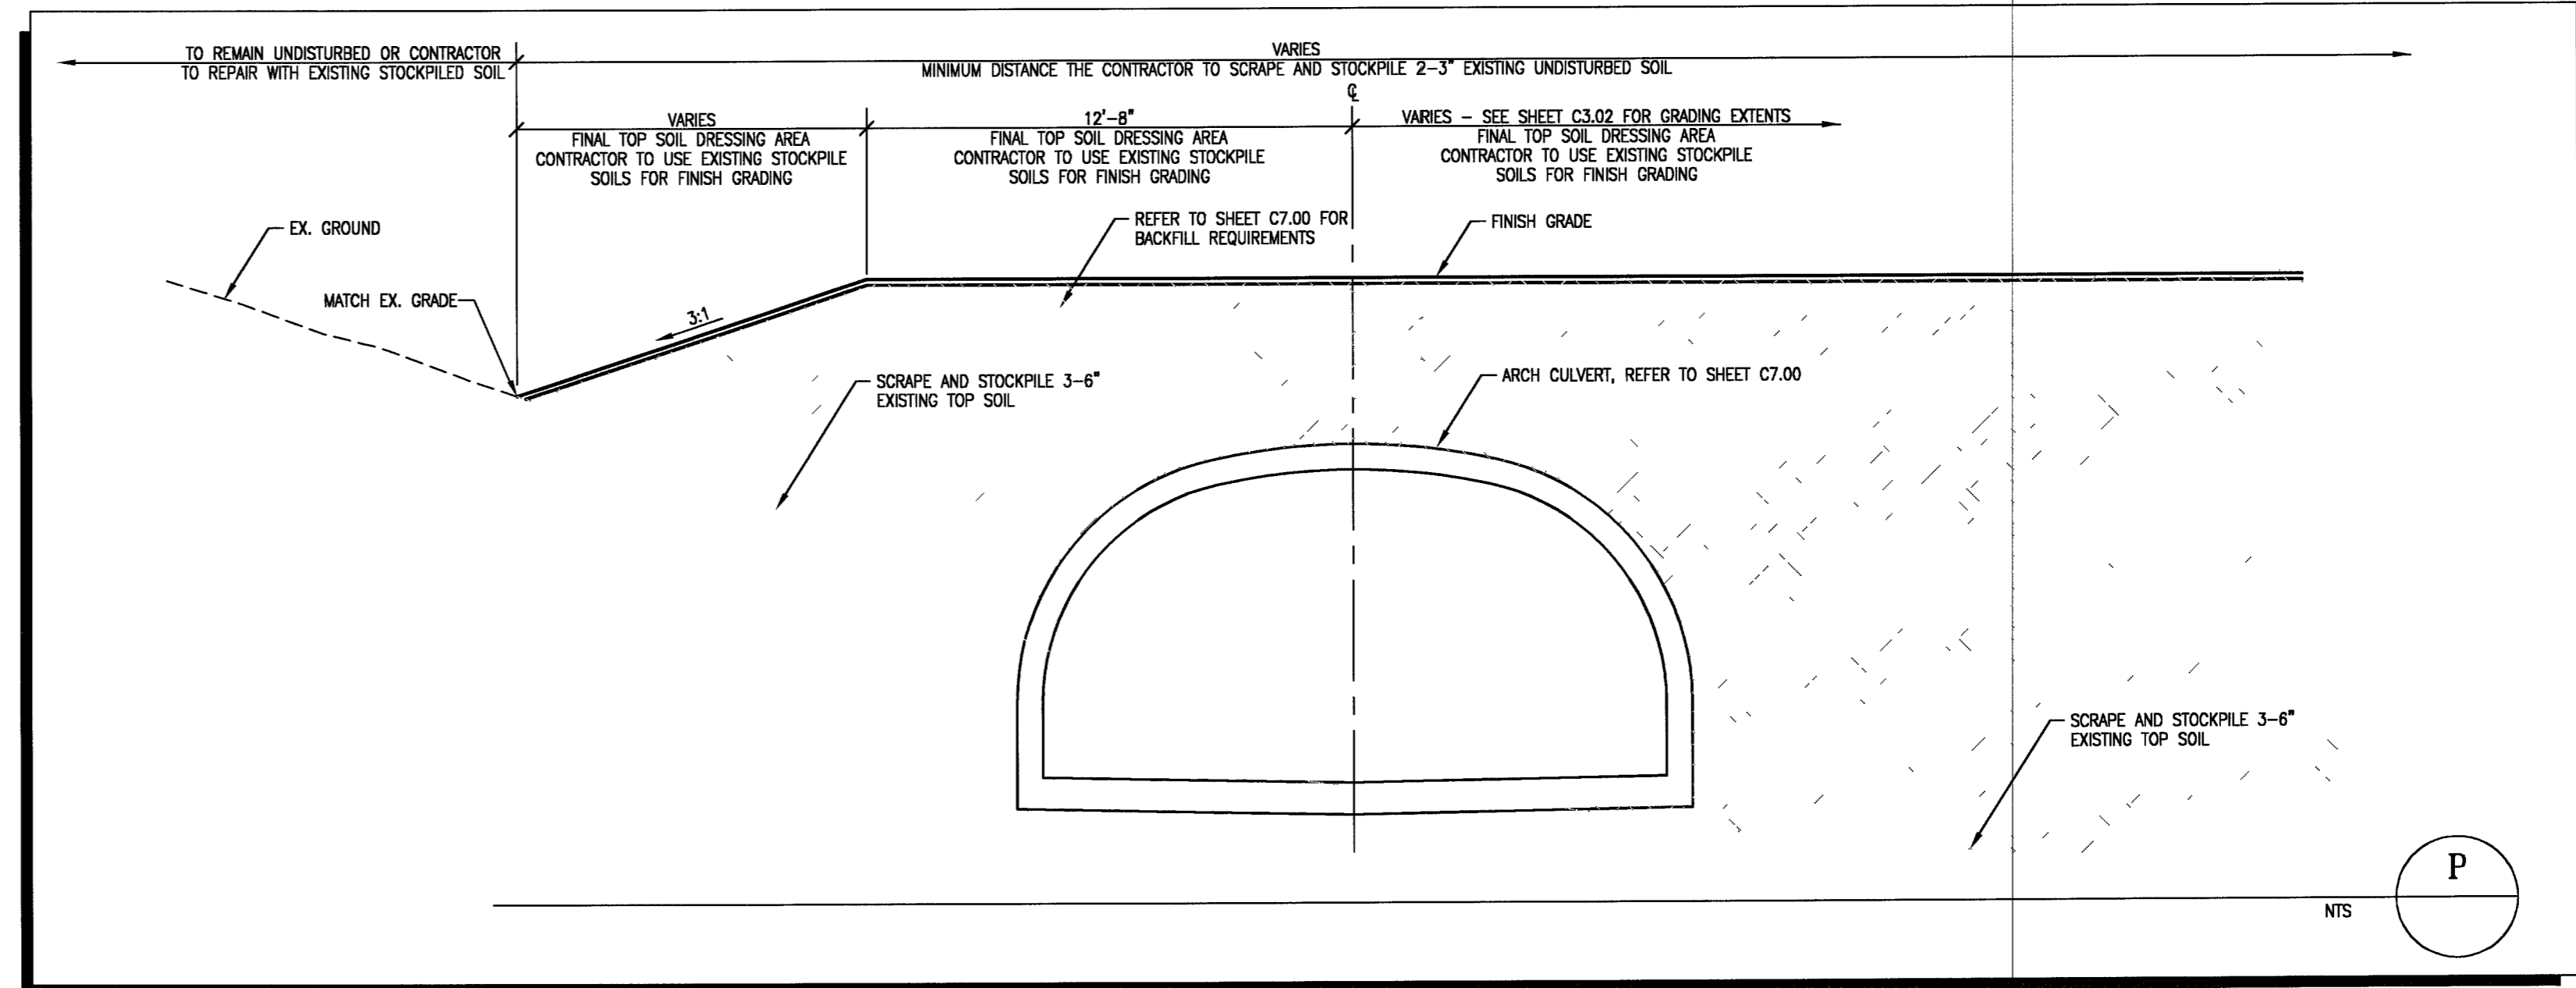 TO REMAIN UNDISTURBED OR CONTRACTOR
TO REPAIR WITH EXISTING STOCKPILED SOIL
VARIES
MINIMUM DISTANCE THE CONTRACTOR TO SCRAPE AND STOCKPILE 2-3" EXISTING UNDISTURBED SOIL
℄
VARIES
FINAL TOP SOIL DRESSING AREA
CONTRACTOR TO USE EXISTING STOCKPILE
SOILS FOR FINISH GRADING
12'-8"
FINAL TOP SOIL DRESSING AREA
CONTRACTOR TO USE EXISTING STOCKPILE
SOILS FOR FINISH GRADING
VARIES - SEE SHEET C3.02 FOR GRADING EXTENTS
FINAL TOP SOIL DRESSING AREA
CONTRACTOR TO USE EXISTING STOCKPILE
SOILS FOR FINISH GRADING
EX. GROUND
REFER TO SHEET C7.00 FOR
BACKFILL REQUIREMENTS
FINISH GRADE
MATCH EX. GRADE
3:1
SCRAPE AND STOCKPILE 3-6"
EXISTING TOP SOIL
ARCH CULVERT, REFER TO SHEET C7.00
SCRAPE AND STOCKPILE 3-6"
EXISTING TOP SOIL
P
NTS